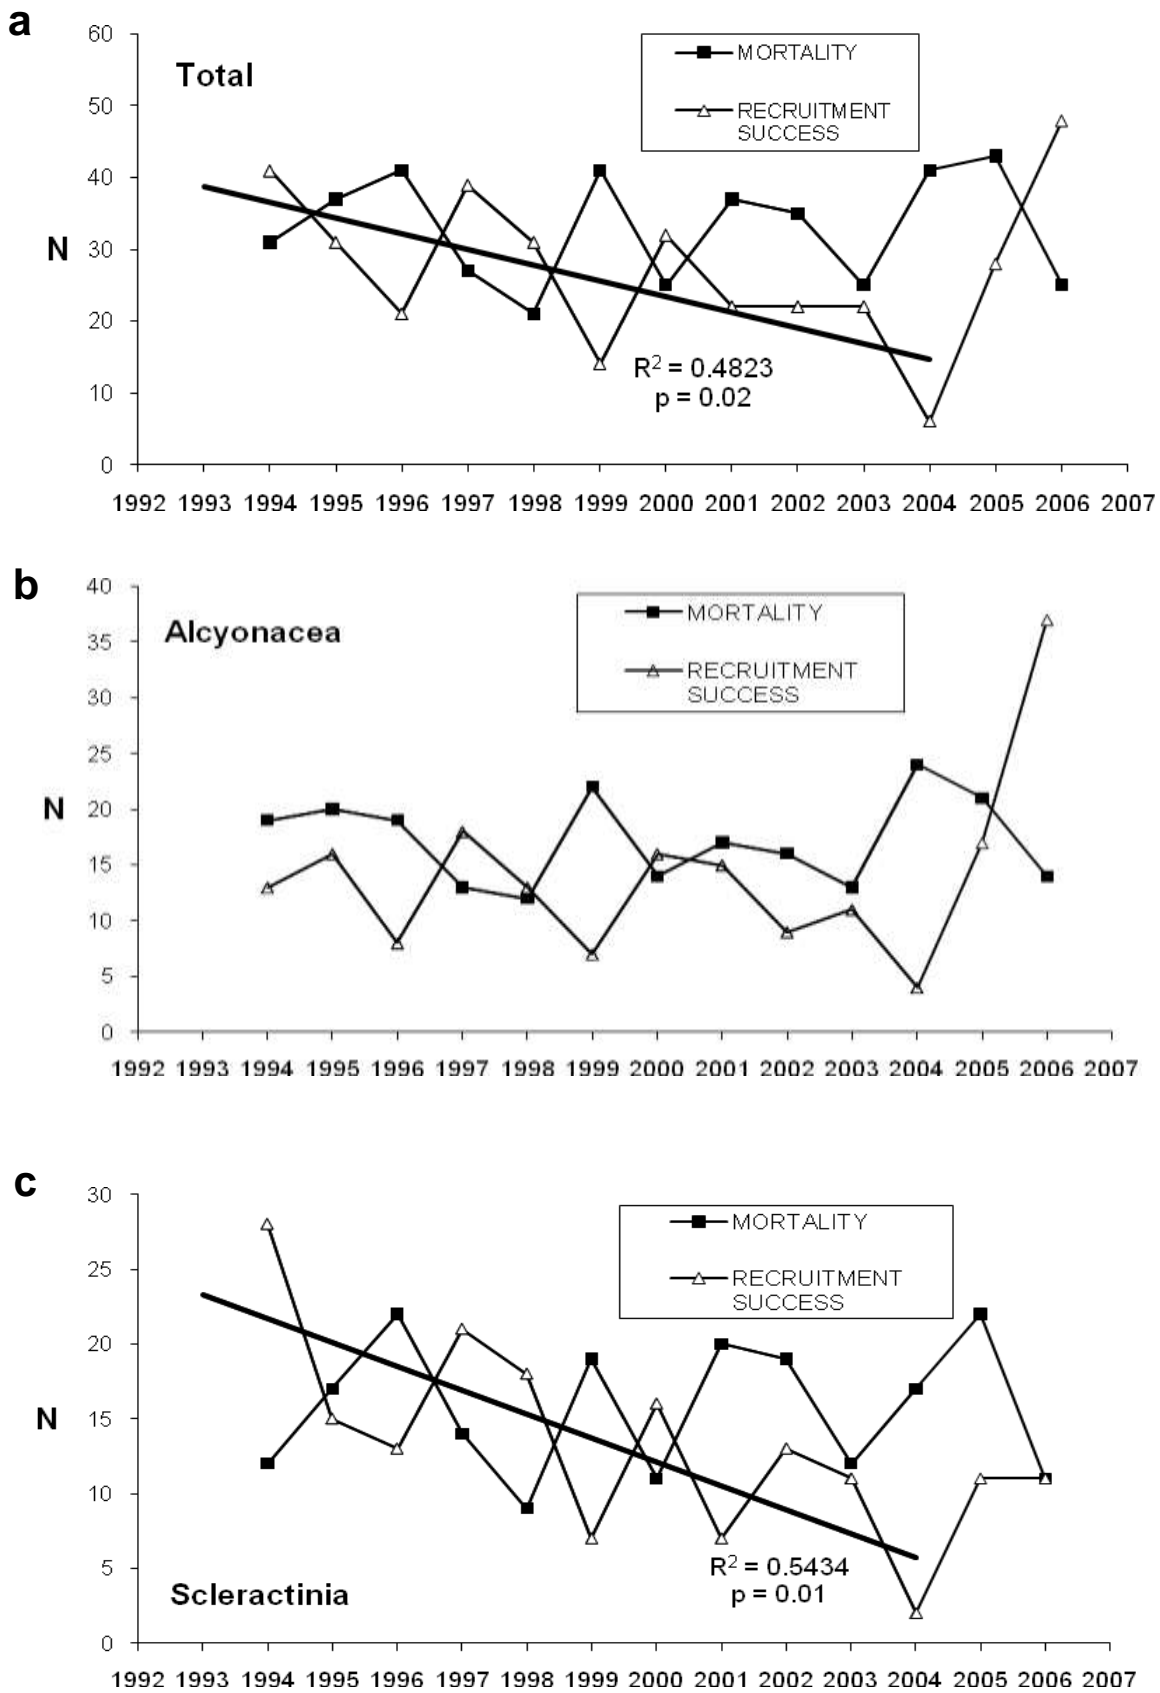 a
60
Total
MORTALITY
50
RECRUITMENT
SUCCESS
40
30
N
20
R² = 0.4823
p = 0.02
10
0
1992 1993 1994 1995 1996 1997 1998 1999 2000 2001 2002 2003 2004 2005 2006 2007
b
40
MORTALITY
Alcyonacea
35
RECRUITMENT
SUCCESS
30
25
N
20
15
10
5
0
1992 1993 1994 1995 1996 1997 1998 1999 2000 2001 2002 2003 2004 2005 2006 2007
c
30
MORTALITY
25
RECRUITMENT
SUCCESS
20
N
15
10
R² = 0.5434
p = 0.01
5
Scleractinia
0
1992 1993 1994 1995 1996 1997 1998 1999 2000 2001 2002 2003 2004 2005 2006 2007